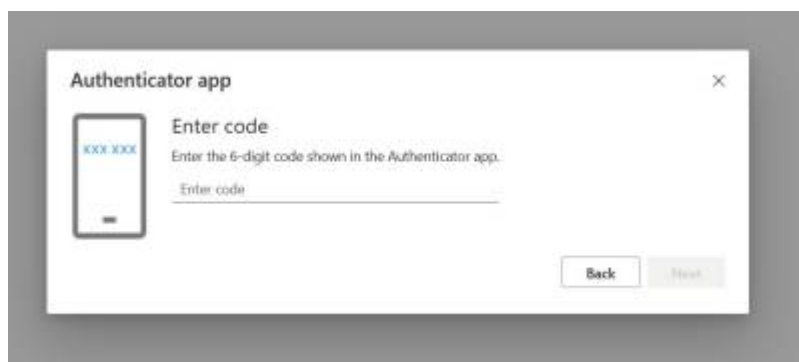 Authenticator app
XXX XXX
Enter code
Enter the 6-digit code shown in the Authenticator app.
Enter code
Back
Next